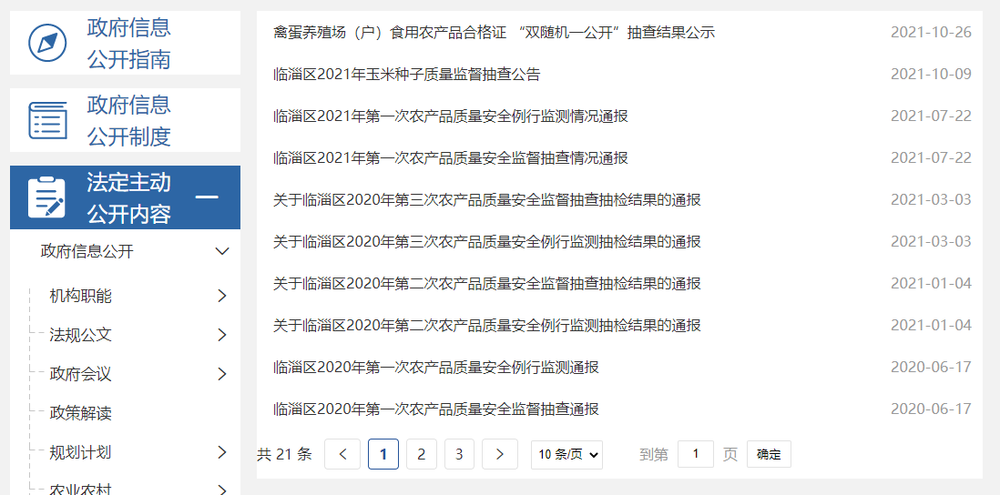 政府信息
公开指南
政府信息
公开制度
法定主动
公开内容
政府信息公开
机构职能
法规公文
政府会议
政策解读
规划计划
农业农村
禽蛋养殖场（户）食用农产品合格证 “双随机一公开”抽查结果公示 2021-10-26
临淄区2021年玉米种子质量监督抽查公告 2021-10-09
临淄区2021年第一次农产品质量安全例行监测情况通报 2021-07-22
临淄区2021年第一次农产品质量安全监督抽查情况通报 2021-07-22
关于临淄区2020年第三次农产品质量安全监督抽查抽检结果的通报 2021-03-03
关于临淄区2020年第三次农产品质量安全例行监测抽检结果的通报 2021-03-03
关于临淄区2020年第二次农产品质量安全监督抽查抽检结果的通报 2021-01-04
关于临淄区2020年第二次农产品质量安全例行监测抽检结果的通报 2021-01-04
临淄区2020年第一次农产品质量安全例行监测通报 2020-06-17
临淄区2020年第一次农产品质量安全监督抽查通报 2020-06-17
共 21 条 < 1 2 3 > 10 条/页 到第 1 页 确定